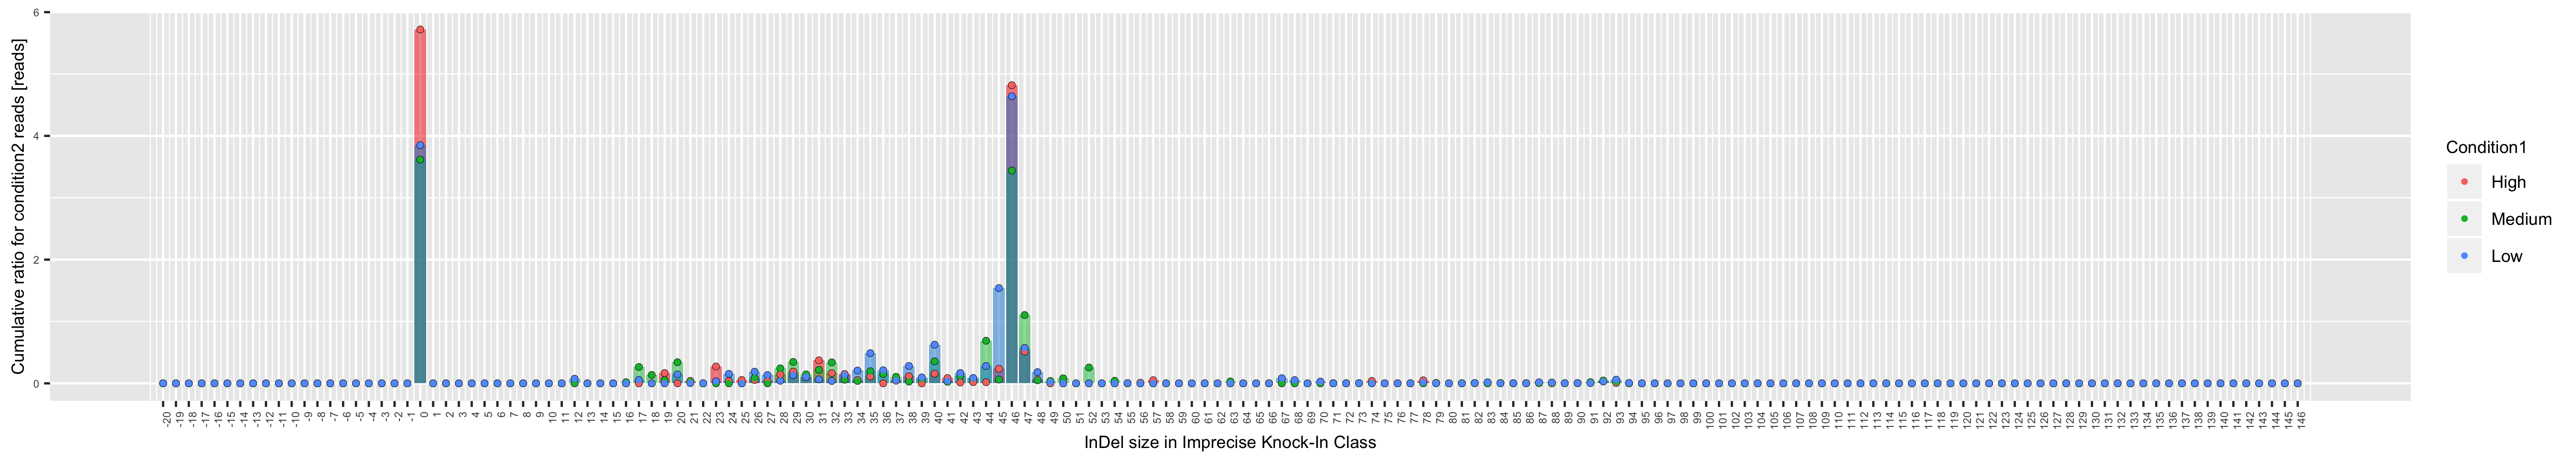 Cumulative ratio for condition2 reads [reads]
6
4
2
0
-20 -19 -18 -17 -16 -15 -14 -13 -12 -11 -10 -9 -8 -7 -6 -5 -4 -3 -2 -1 0 1 2 3 4 5 6 7 8 9 10 11 12 13 14 15 16 17 18 19 20 21 22 23 24 25 26 27 28 29 30 31 32 33 34 35 36 37 38 39 40 41 42 43 44 45 46 47 48 49 50 51 52 53 54 55 56 57 58 59 60 61 62 63 64 65 66 67 68 69 70 71 72 73 74 75 76 77 78 79 80 81 82 83 84 85 86 87 88 89 90 91 92 93 94 95 96 97 98 99 100 101 102 103 104 105 106 107 108 109 110 111 112 113 114 115 116 117 118 119 120 121 122 123 124 125 126 127 128 129 130 131 132 133 134 135 136 137 138 139 140 141 142 143 144 145 146
InDel size in Imprecise Knock-In Class
Condition1
High
Medium
Low